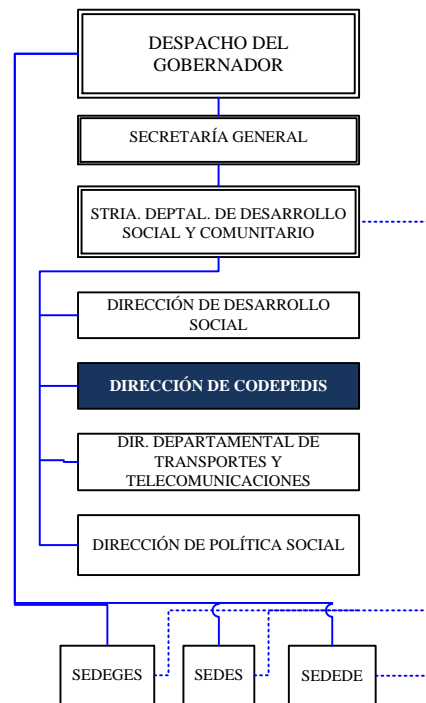 DESPACHO DEL
GOBERNADOR
SECRETARÍA GENERAL
STRIA. DEPTAL. DE DESARROLLO
SOCIAL Y COMUNITARIO
DIRECCIÓN DE DESARROLLO
SOCIAL
DIRECCIÓN DE CODEPEDIS
DIR. DEPARTAMENTAL DE
TRANSPORTES Y
TELECOMUNICACIONES
DIRECCIÓN DE POLÍTICA SOCIAL
SEDEGES
SEDES
SEDEDE